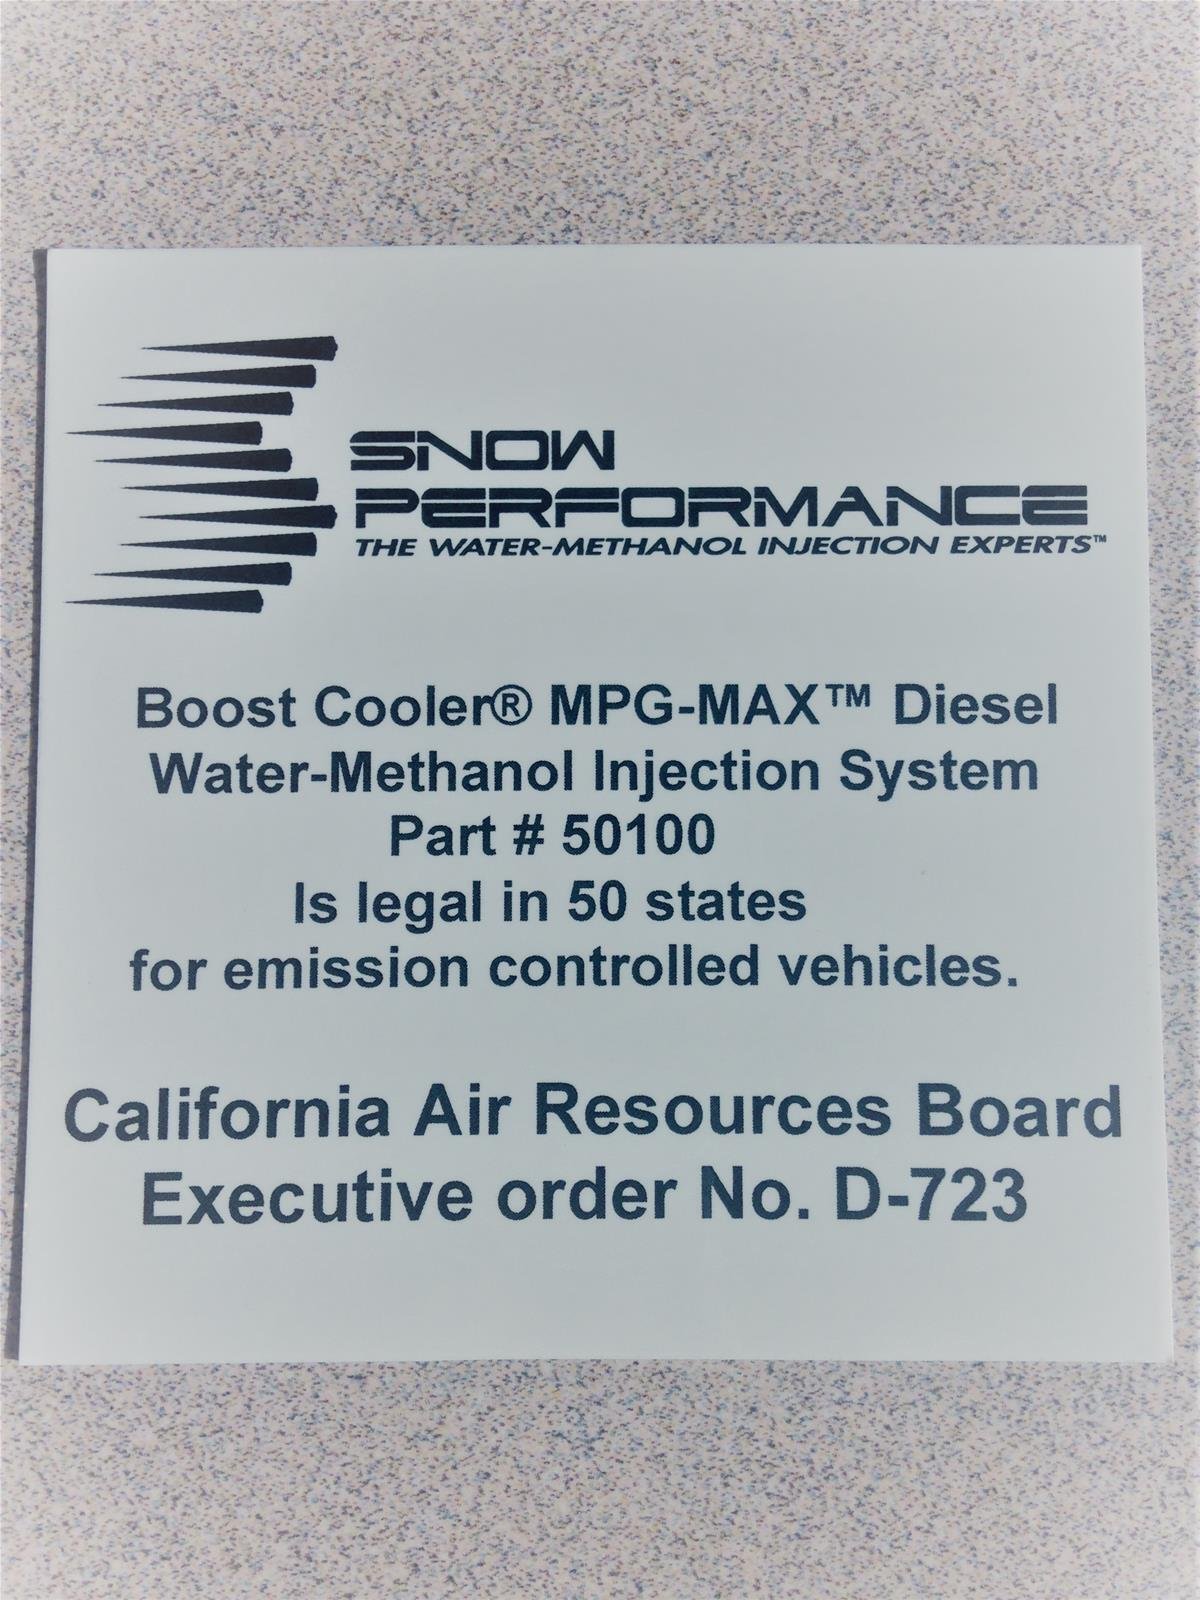 SNOW
PERFORMANCE
THE WATER-METHANOL INJECTION EXPERTS™
Boost Cooler® MPG-MAX™ Diesel
Water-Methanol Injection System
Part # 50100
Is legal in 50 states
for emission controlled vehicles.
California Air Resources Board
Executive order No. D-723